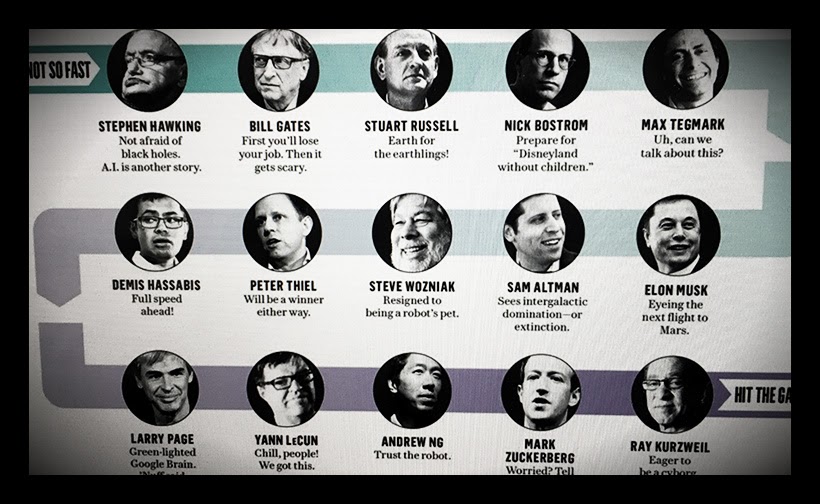 NOT SO FAST
STEPHEN HAWKING
Not afraid of
black holes.
A.I. is another story.
BILL GATES
First you'll lose
your job. Then it
gets scary.
STUART RUSSELL
Earth for
the earthlings!
NICK BOSTROM
Prepare for
“Disneyland
without children.”
MAX TEGMARK
Uh, can we
talk about this?
DEMIS HASSABIS
Full speed
ahead!
PETER THIEL
Will be a winner
either way.
STEVE WOZNIAK
Resigned to
being a robot's pet.
SAM ALTMAN
Sees intergalactic
domination—or
extinction.
ELON MUSK
Eyeing the
next flight to
Mars.
LARRY PAGE
Green-lighted
Google Brain.
YANN LeCUN
Chill, people!
We got this.
ANDREW NG
Trust the robot.
MARK
ZUCKERBERG
Worried? Tell
RAY KURZWEIL
Eager to
be a cyborg
HIT THE GA